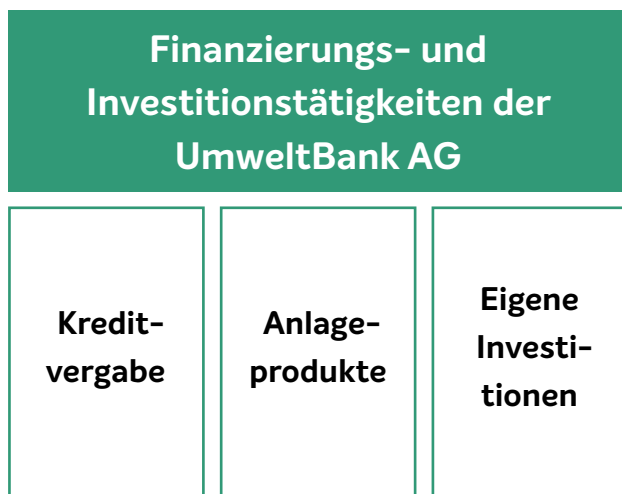 Finanzierungs- und
Investitionstätigkeiten der
UmweltBank AG
Kredit-
vergabe
Anlage-
produkte
Eigene
Investi-
tionen